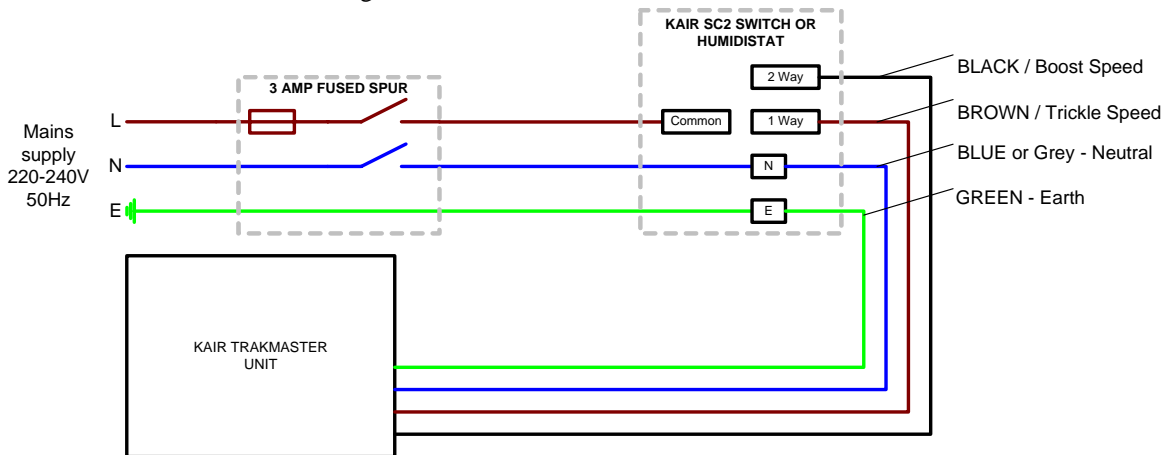 KAIR SC2 SWITCH OR
HUMIDISTAT
2 Way
BLACK / Boost Speed
3 AMP FUSED SPUR
L
Common
1 Way
BROWN / Trickle Speed
Mains
supply
220-240V
50Hz
N
N
BLUE or Grey - Neutral
E
E
GREEN - Earth
KAIR TRAKMASTER
UNIT